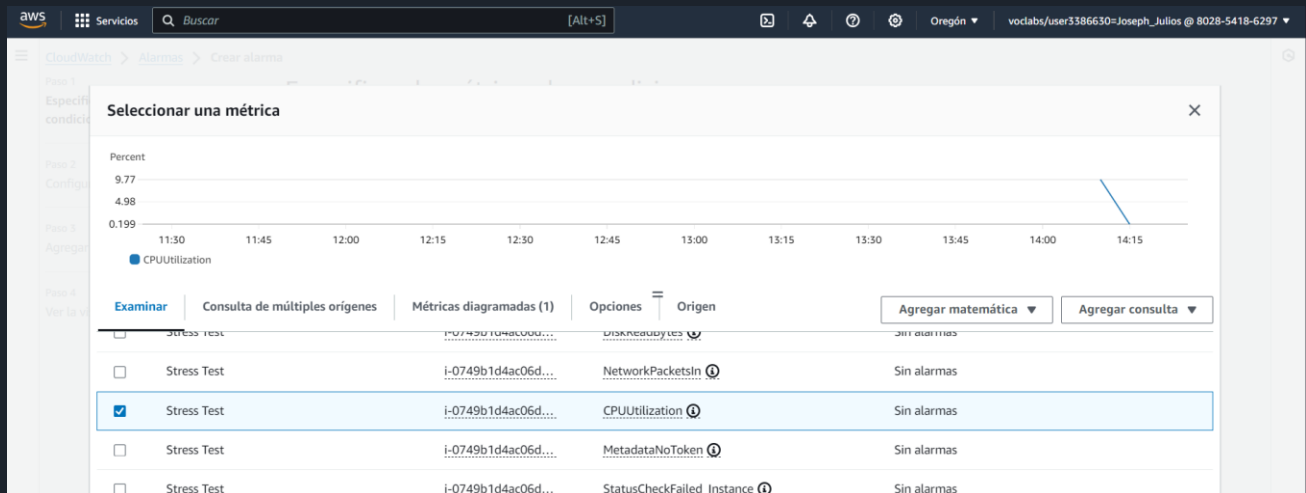 aws Servicios Buscar [Alt+S] Oregón ▼ voclabs/user3386630=Joseph_Julios @ 8028-5418-6297 ▼
CloudWatch > Alarmas > Crear alarma
Paso 1
Seleccionar una métrica
Paso 2
Paso 3
Agregar
Paso 4
Percent
9.77
4.98
0.199
11:30 11:45 12:00 12:15 12:30 12:45 13:00 13:15 13:30 13:45 14:00 14:15
CPUUtilization
Examinar Consulta de múltiples orígenes Métricas diagramadas (1) Opciones Origen Agregar matemática ▼ Agregar consulta ▼
Stress Test i-0749b1d4ac06d... DiskReadBytes Sin alarmas
Stress Test i-0749b1d4ac06d... NetworkPacketsIn Sin alarmas
Stress Test i-0749b1d4ac06d... CPUUtilization Sin alarmas
Stress Test i-0749b1d4ac06d... MetadataNoToken Sin alarmas
Stress Test i-0749b1d4ac06d... StatusCheckFailed_Instance Sin alarmas